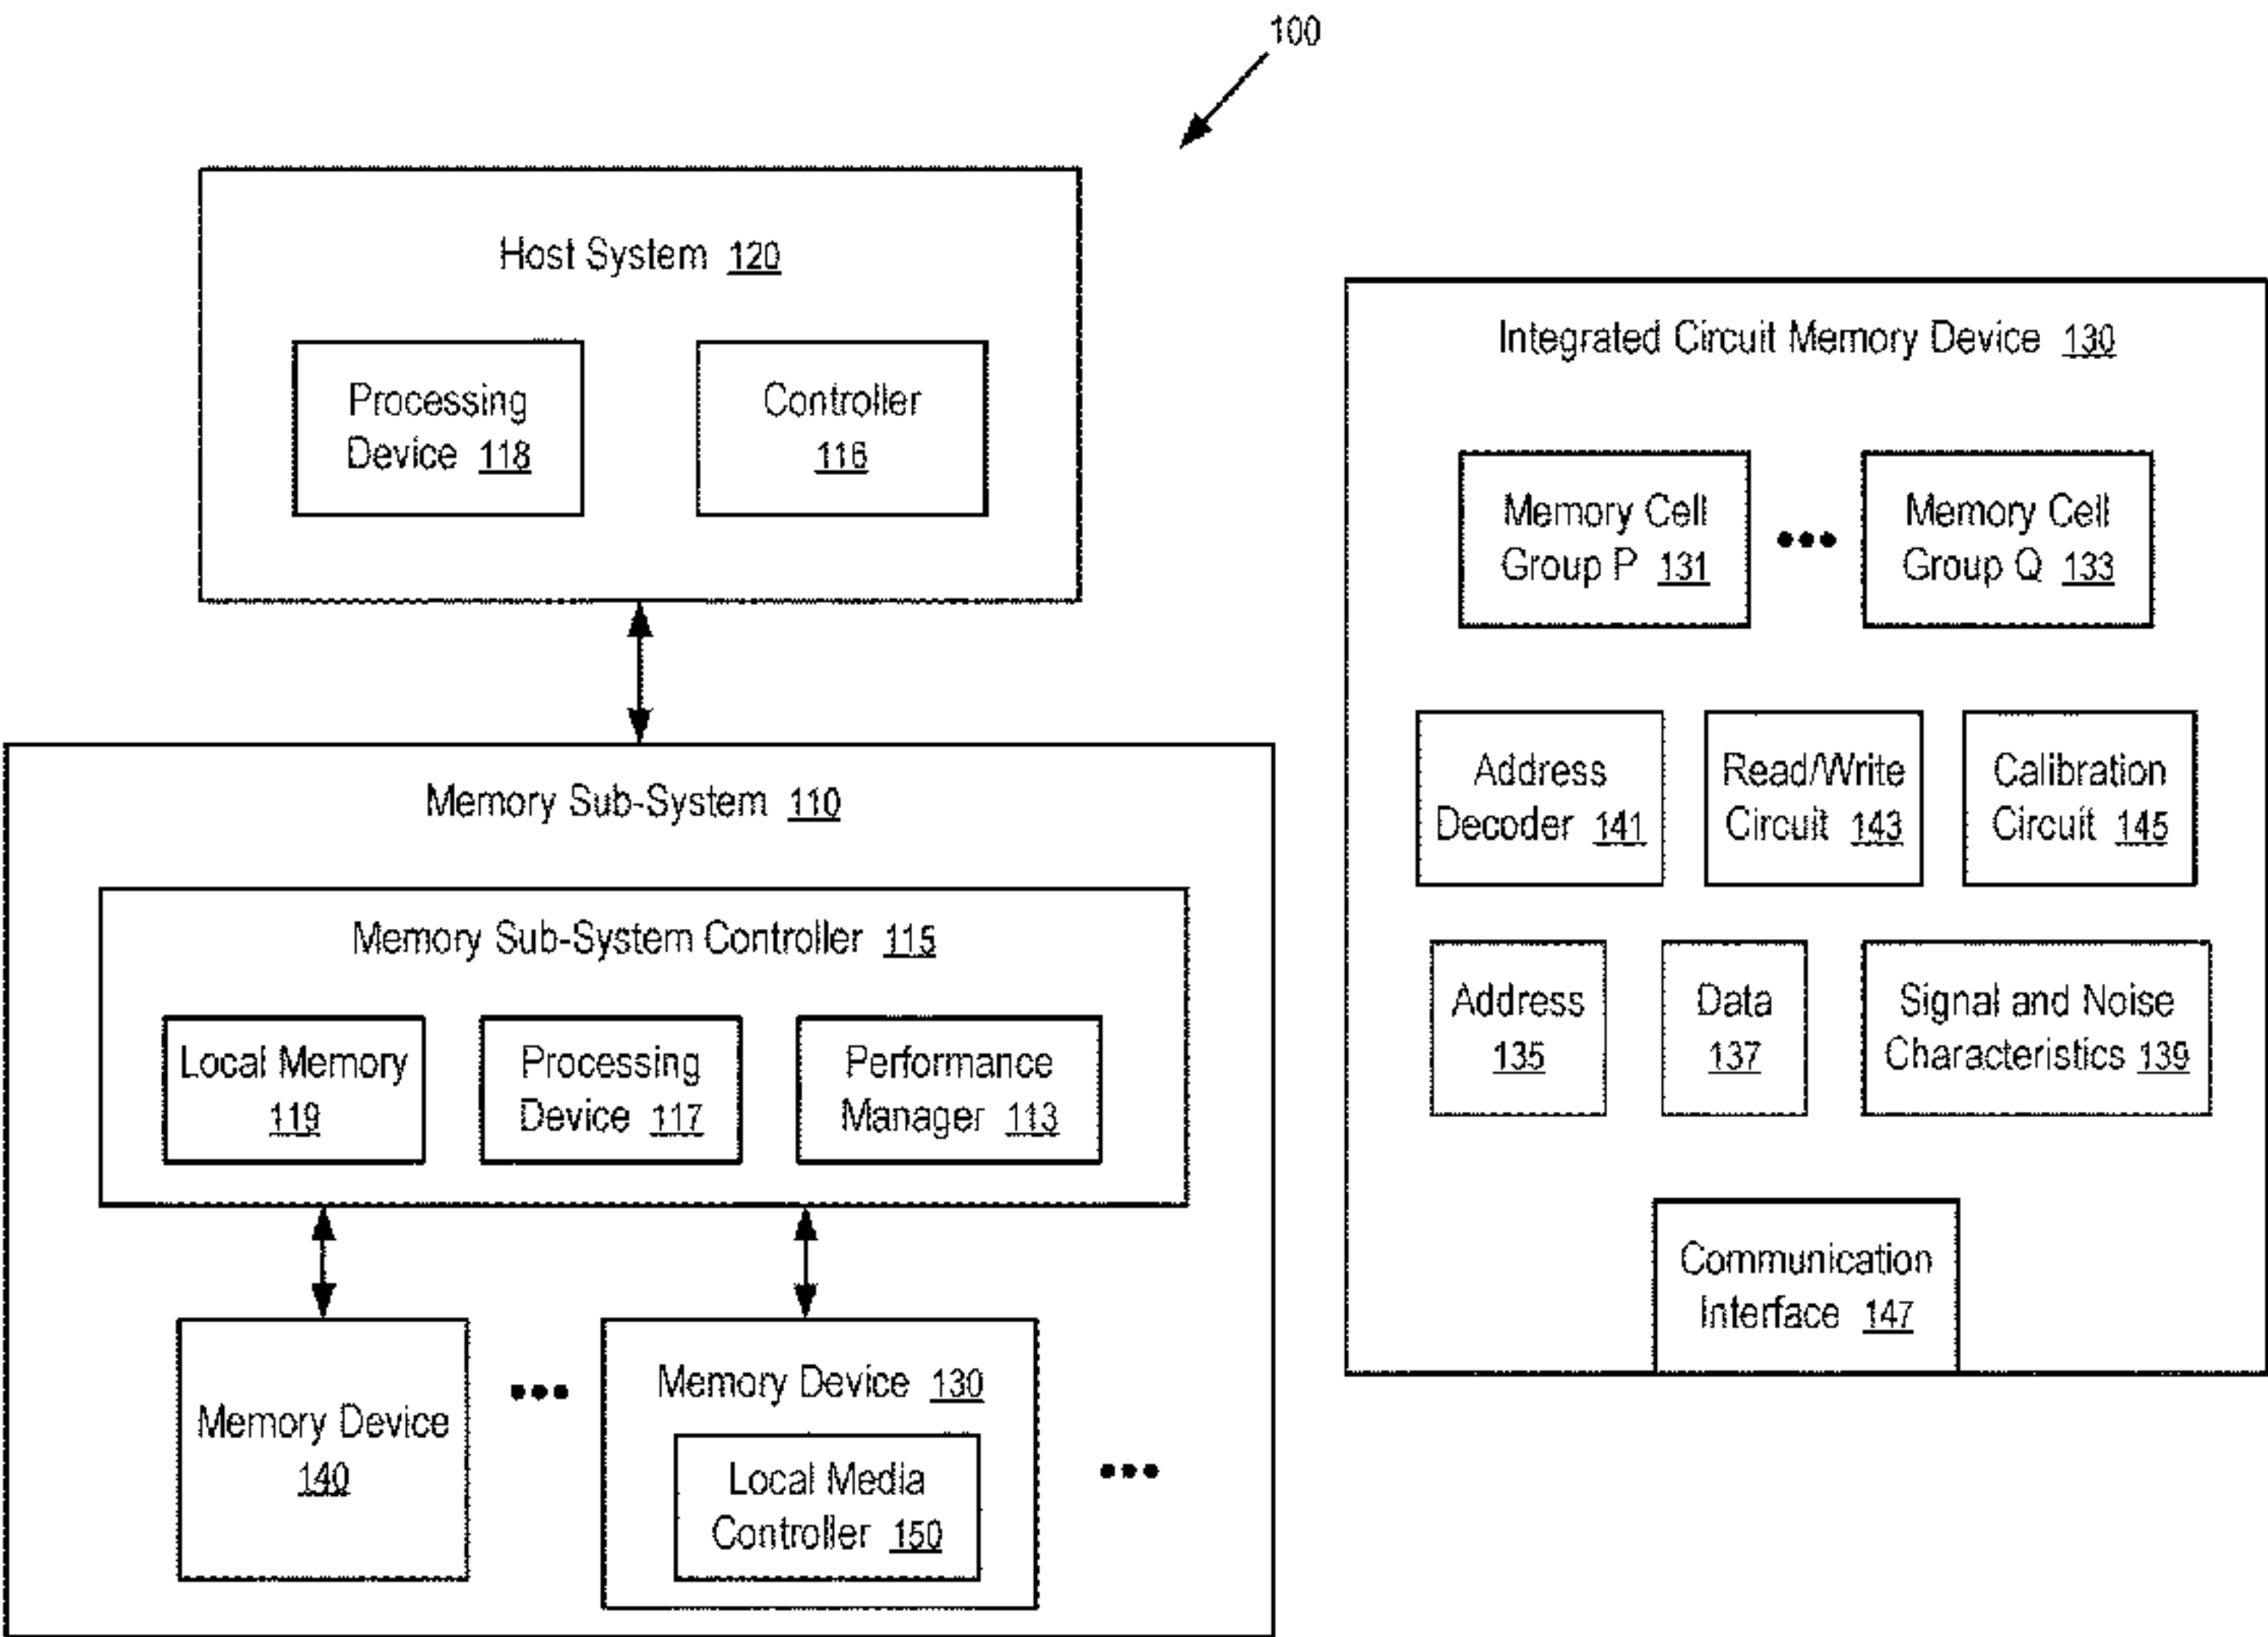 100
Host System 120
Processing
Device 118
Controller
116
Memory Sub-System 110
Memory Sub-System Controller 115
Local Memory
119
Processing
Device 117
Performance
Manager 113
Memory Device
140
•••
Memory Device 130
Local Media
Controller 150
•••
Integrated Circuit Memory Device 130
Memory Cell
Group P 131
•••
Memory Cell
Group Q 133
Address
Decoder 141
Read/Write
Circuit 143
Calibration
Circuit 145
Address
135
Data
137
Signal and Noise
Characteristics 139
Communication
Interface 147